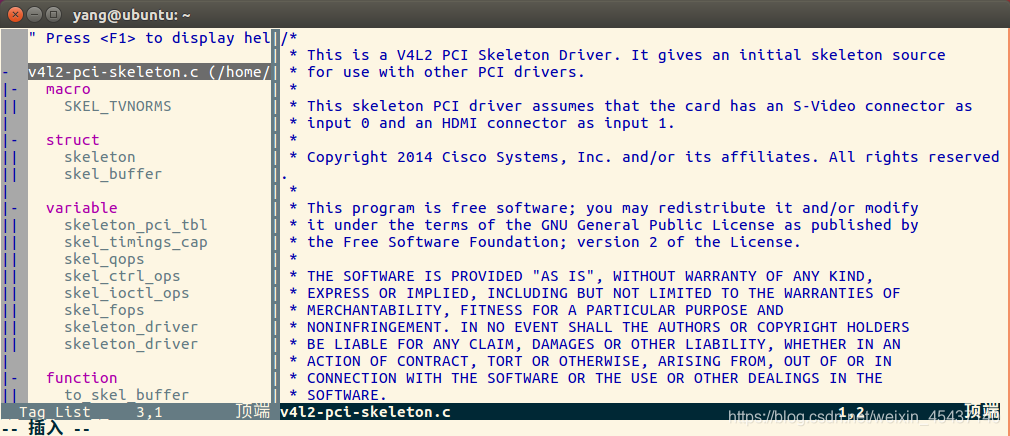 yang@ubuntu: ~
" Press <F1> to display hel
v4l2-pci-skeleton.c (/home/
macro
SKEL_TVNORMS
struct
skeleton
skel_buffer
variable
skeleton_pci_tbl
skel_timings_cap
skel_qops
skel_ctrl_ops
skel_ioctl_ops
skel_fops
skeleton_driver
skeleton_driver
function
to_skel_buffer
Tag List 3,1 顶端
/*
* This is a V4L2 PCI Skeleton Driver. It gives an initial skeleton source
* for use with other PCI drivers.
*
* This skeleton PCI driver assumes that the card has an S-Video connector as
* input 0 and an HDMI connector as input 1.
*
* Copyright 2014 Cisco Systems, Inc. and/or its affiliates. All rights reserved
.
*
* This program is free software; you may redistribute it and/or modify
* it under the terms of the GNU General Public License as published by
* the Free Software Foundation; version 2 of the License.
*
* THE SOFTWARE IS PROVIDED "AS IS", WITHOUT WARRANTY OF ANY KIND,
* EXPRESS OR IMPLIED, INCLUDING BUT NOT LIMITED TO THE WARRANTIES OF
* MERCHANTABILITY, FITNESS FOR A PARTICULAR PURPOSE AND
* NONINFRINGEMENT. IN NO EVENT SHALL THE AUTHORS OR COPYRIGHT HOLDERS
* BE LIABLE FOR ANY CLAIM, DAMAGES OR OTHER LIABILITY, WHETHER IN AN
* ACTION OF CONTRACT, TORT OR OTHERWISE, ARISING FROM, OUT OF OR IN
* CONNECTION WITH THE SOFTWARE OR THE USE OR OTHER DEALINGS IN THE
* SOFTWARE.
v4l2-pci-skeleton.c 1,2 顶端
-- 插入 --